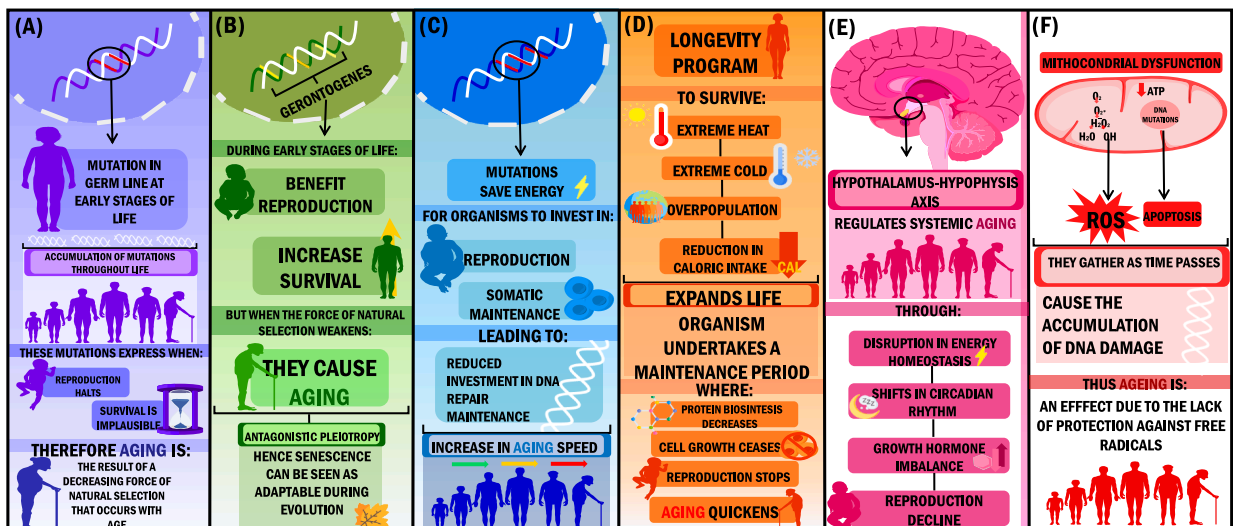 (A)
MUTATION IN
GERM LINE AT
EARLY STAGES OF
LIFE
ACCUMULATION OF MUTATIONS
THROUGHOUT LIFE
THESE MUTATIONS EXPRESS WHEN:
REPRODUCTION
HALTS
SURVIVAL IS
IMPLAUSIBLE
THEREFORE AGING IS:
THE RESULT OF A
DECREASING FORCE OF
NATURAL SELECTION
THAT OCCURS WITH
AGE
(B)
GERONTOGENES
DURING EARLY STAGES OF LIFE:
BENEFIT
REPRODUCTION
INCREASE
SURVIVAL
BUT WHEN THE FORCE OF NATURAL
SELECTION WEAKENS:
THEY CAUSE
AGING
ANTAGONISTIC PLEIOTROPY
HENCE SENESCENCE
CAN BE SEEN AS
ADAPTABLE DURING
EVOLUTION
(C)
MUTATIONS
SAVE ENERGY
FOR ORGANISMS TO INVEST IN:
REPRODUCTION
SOMATIC
MAINTENANCE
LEADING TO:
REDUCED
INVESTMENT IN DNA
REPAIR
MAINTENANCE
INCREASE IN AGING SPEED
(D)
LONGEVITY
PROGRAM
TO SURVIVE:
EXTREME HEAT
EXTREME COLD
OVERPOPULATION
REDUCTION IN
CALORIC INTAKE
CAL
EXPANDS LIFE
ORGANISM
UNDERTAKES A
MAINTENANCE PERIOD
WHERE:
PROTEIN BIOSINTESIS
DECREASES
CELL GROWTH CEASES
REPRODUCTION STOPS
AGING QUICKENS
(E)
HYPOTHALAMUS-HYPOPHYSIS
AXIS
REGULATES SYSTEMIC AGING
THROUGH:
DISRUPTION IN ENERGY
HOMEOSTASIS
SHIFTS IN CIRCADIAN
RHYTHM
GROWTH HORMONE
IMBALANCE
REPRODUCTION
DECLINE
(F)
MITHOCONDRIAL DYSFUNCTION
ATP
O₂
O₂-
H₂O₂
H₂O OH
DNA
MUTATIONS
ROS
APOPTOSIS
THEY GATHER AS TIME PASSES
CAUSE THE
ACCUMULATION
OF DNA DAMAGE
THUS AGEING IS:
AN EFFFECT DUE TO THE LACK
OF PROTECTION AGAINST FREE
RADICALS